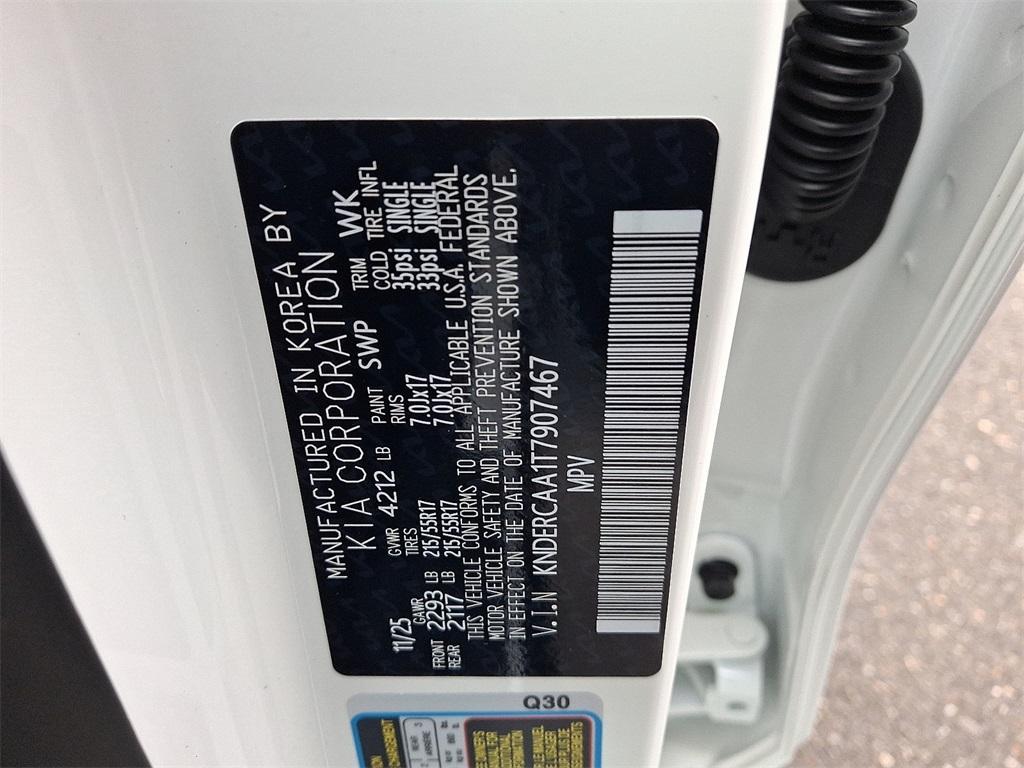 MANUFACTURED IN KOREA BY
KIA CORPORATION
11/25 GVWR 4212 LB PAINT SWP TRIM WK
GAWR TIRES RIMS COLD TIRE INFL
FRONT 2293 LB 215/55R17 7.0Jx17 35psi SINGLE
REAR 2117 LB 215/55R17 7.0Jx17 33psi SINGLE
THIS VEHICLE CONFORMS TO ALL APPLICABLE U.S.A. FEDERAL
MOTOR VEHICLE SAFETY AND THEFT PREVENTION STANDARDS
IN EFFECT ON THE DATE OF MANUFACTURE SHOWN ABOVE.
V.I.N KNDERCAA1T7907467
MPV
Q30
REAR
ARRIERE 3